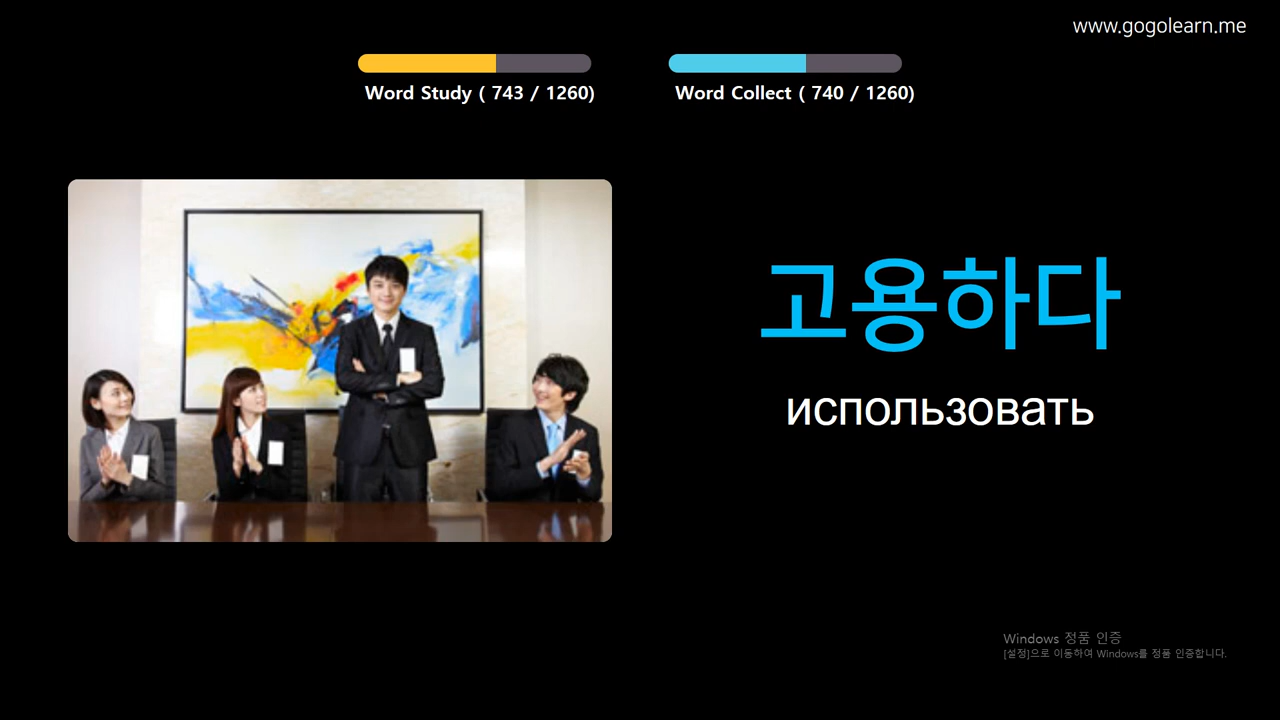 www.gogolearn.me
Word Study ( 743 / 1260)
Word Collect ( 740 / 1260)
고용하다
использовать
Windows 정품 인증
[설정]으로 이동하여 Windows를 정품 인증합니다.